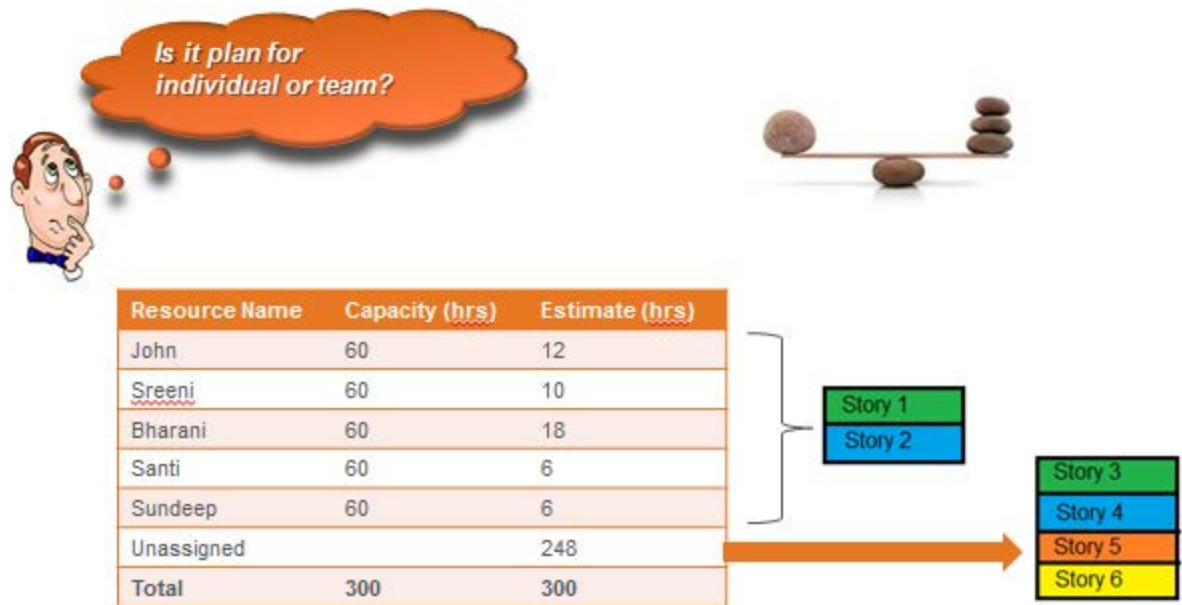 Is it plan for
individual or team?
Resource Name Capacity (hrs) Estimate (hrs)
John 60 12
Sreeni 60 10
Bharani 60 18
Santi 60 6
Sundeep 60 6
Unassigned 248
Total 300 300
Story 1
Story 2
Story 3
Story 4
Story 5
Story 6